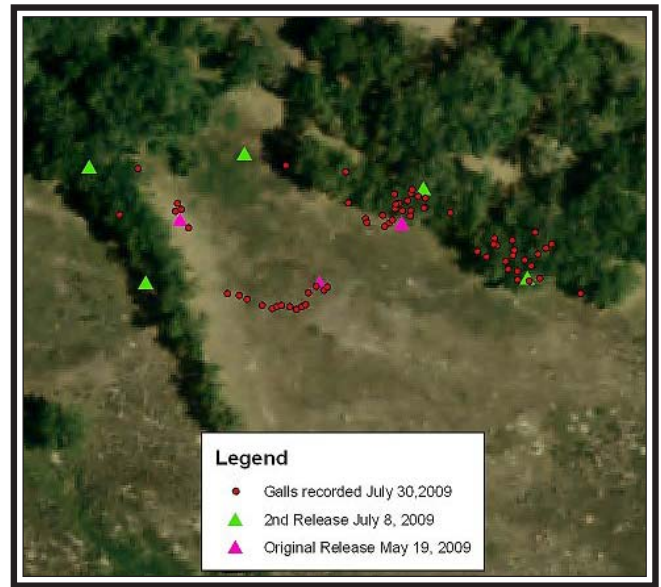 Legend
Galls recorded July 30,2009
2nd Release July 8, 2009
Original Release May 19, 2009